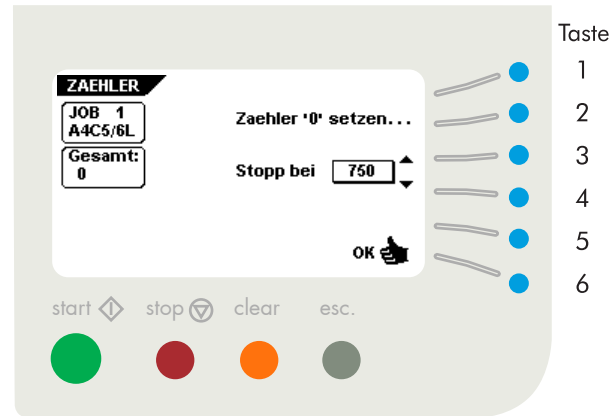 Taste
ZAEHLER
1
JOB 1
A4C5/6L
Zaehler '0' setzen...
2
Gesamt:
0
3
Stopp bei 750
4
5
OK
6
start stop clear esc.